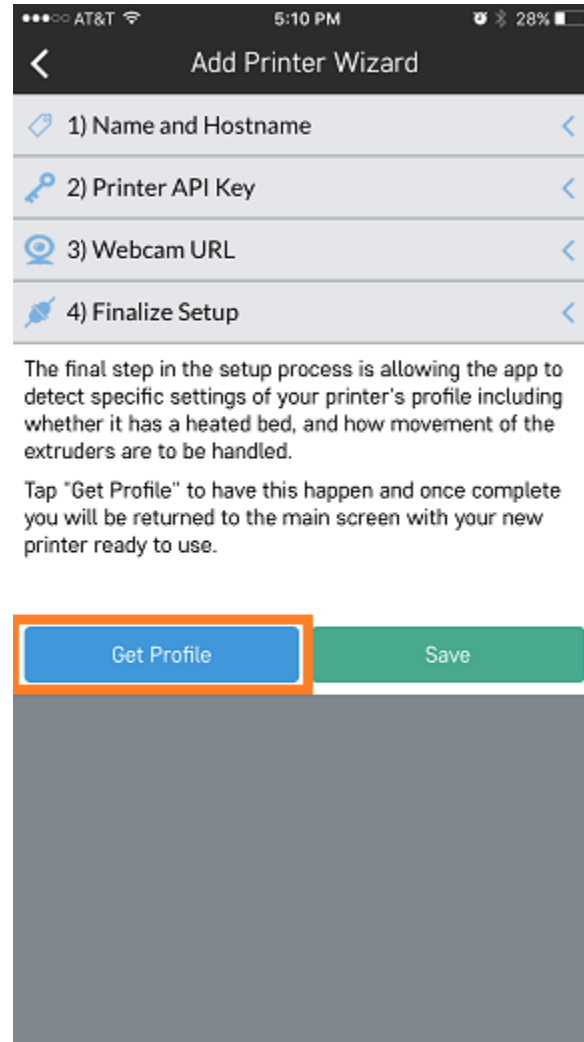 AT&T 5:10 PM 28%
Add Printer Wizard
1) Name and Hostname
2) Printer API Key
3) Webcam URL
4) Finalize Setup
The final step in the setup process is allowing the app to
detect specific settings of your printer's profile including
whether it has a heated bed, and how movement of the
extruders are to be handled.
Tap "Get Profile" to have this happen and once complete
you will be returned to the main screen with your new
printer ready to use.
Get Profile Save